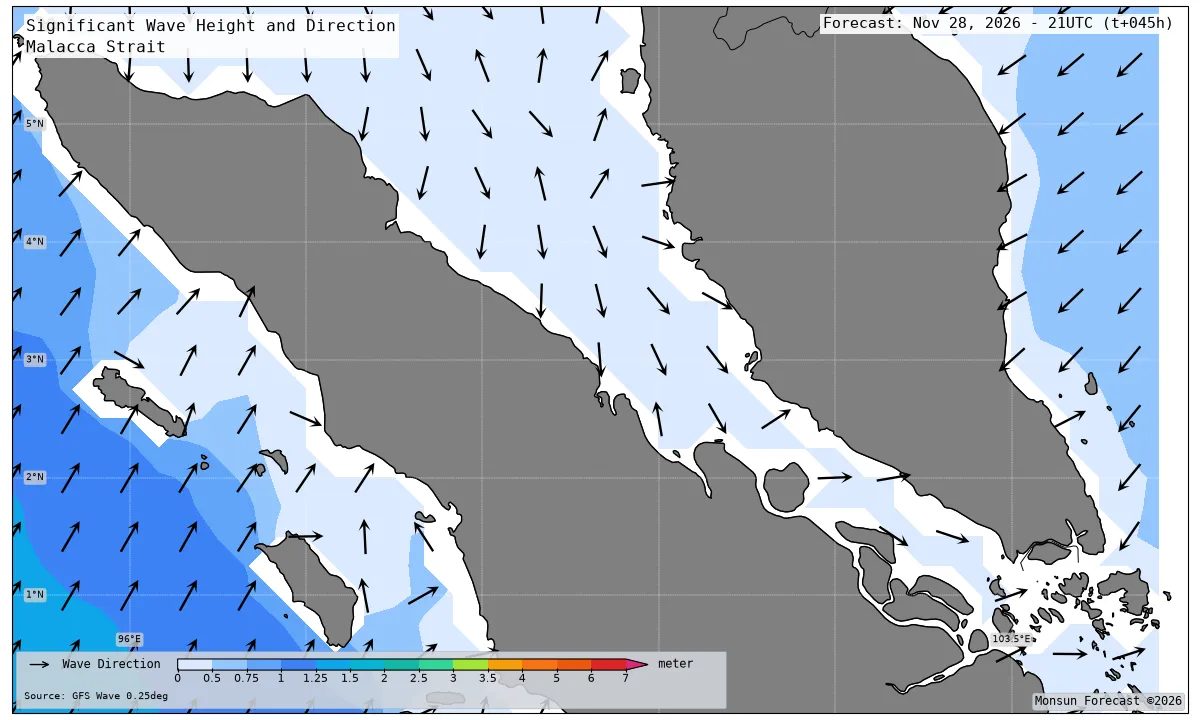 Significant Wave Height and Direction
Malacca Strait
Forecast: Nov 28, 2026 - 21UTC (t+045h)
5°N
4°N
3°N
2°N
1°N
96°E
103.5°E
Wave Direction
meter
0 0.5 0.75 1 1.25 1.5 2 2.5 3 3.5 4 5 6 7
Source: GFS Wave 0.25deg
Monsun Forecast ©2026